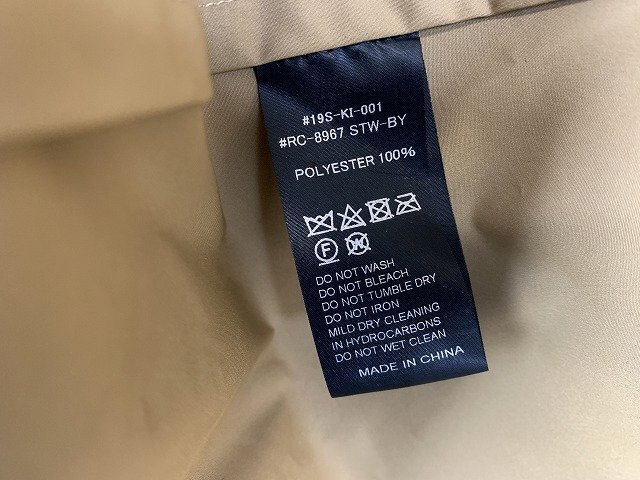 #19S-KI-001
#RC-8967 STW-BY
POLYESTER 100%
F W
DO NOT WASH
DO NOT BLEACH
DO NOT TUMBLE DRY
DO NOT IRON
MILD DRY CLEANING
IN HYDROCARBONS
DO NOT WET CLEAN
MADE IN CHINA